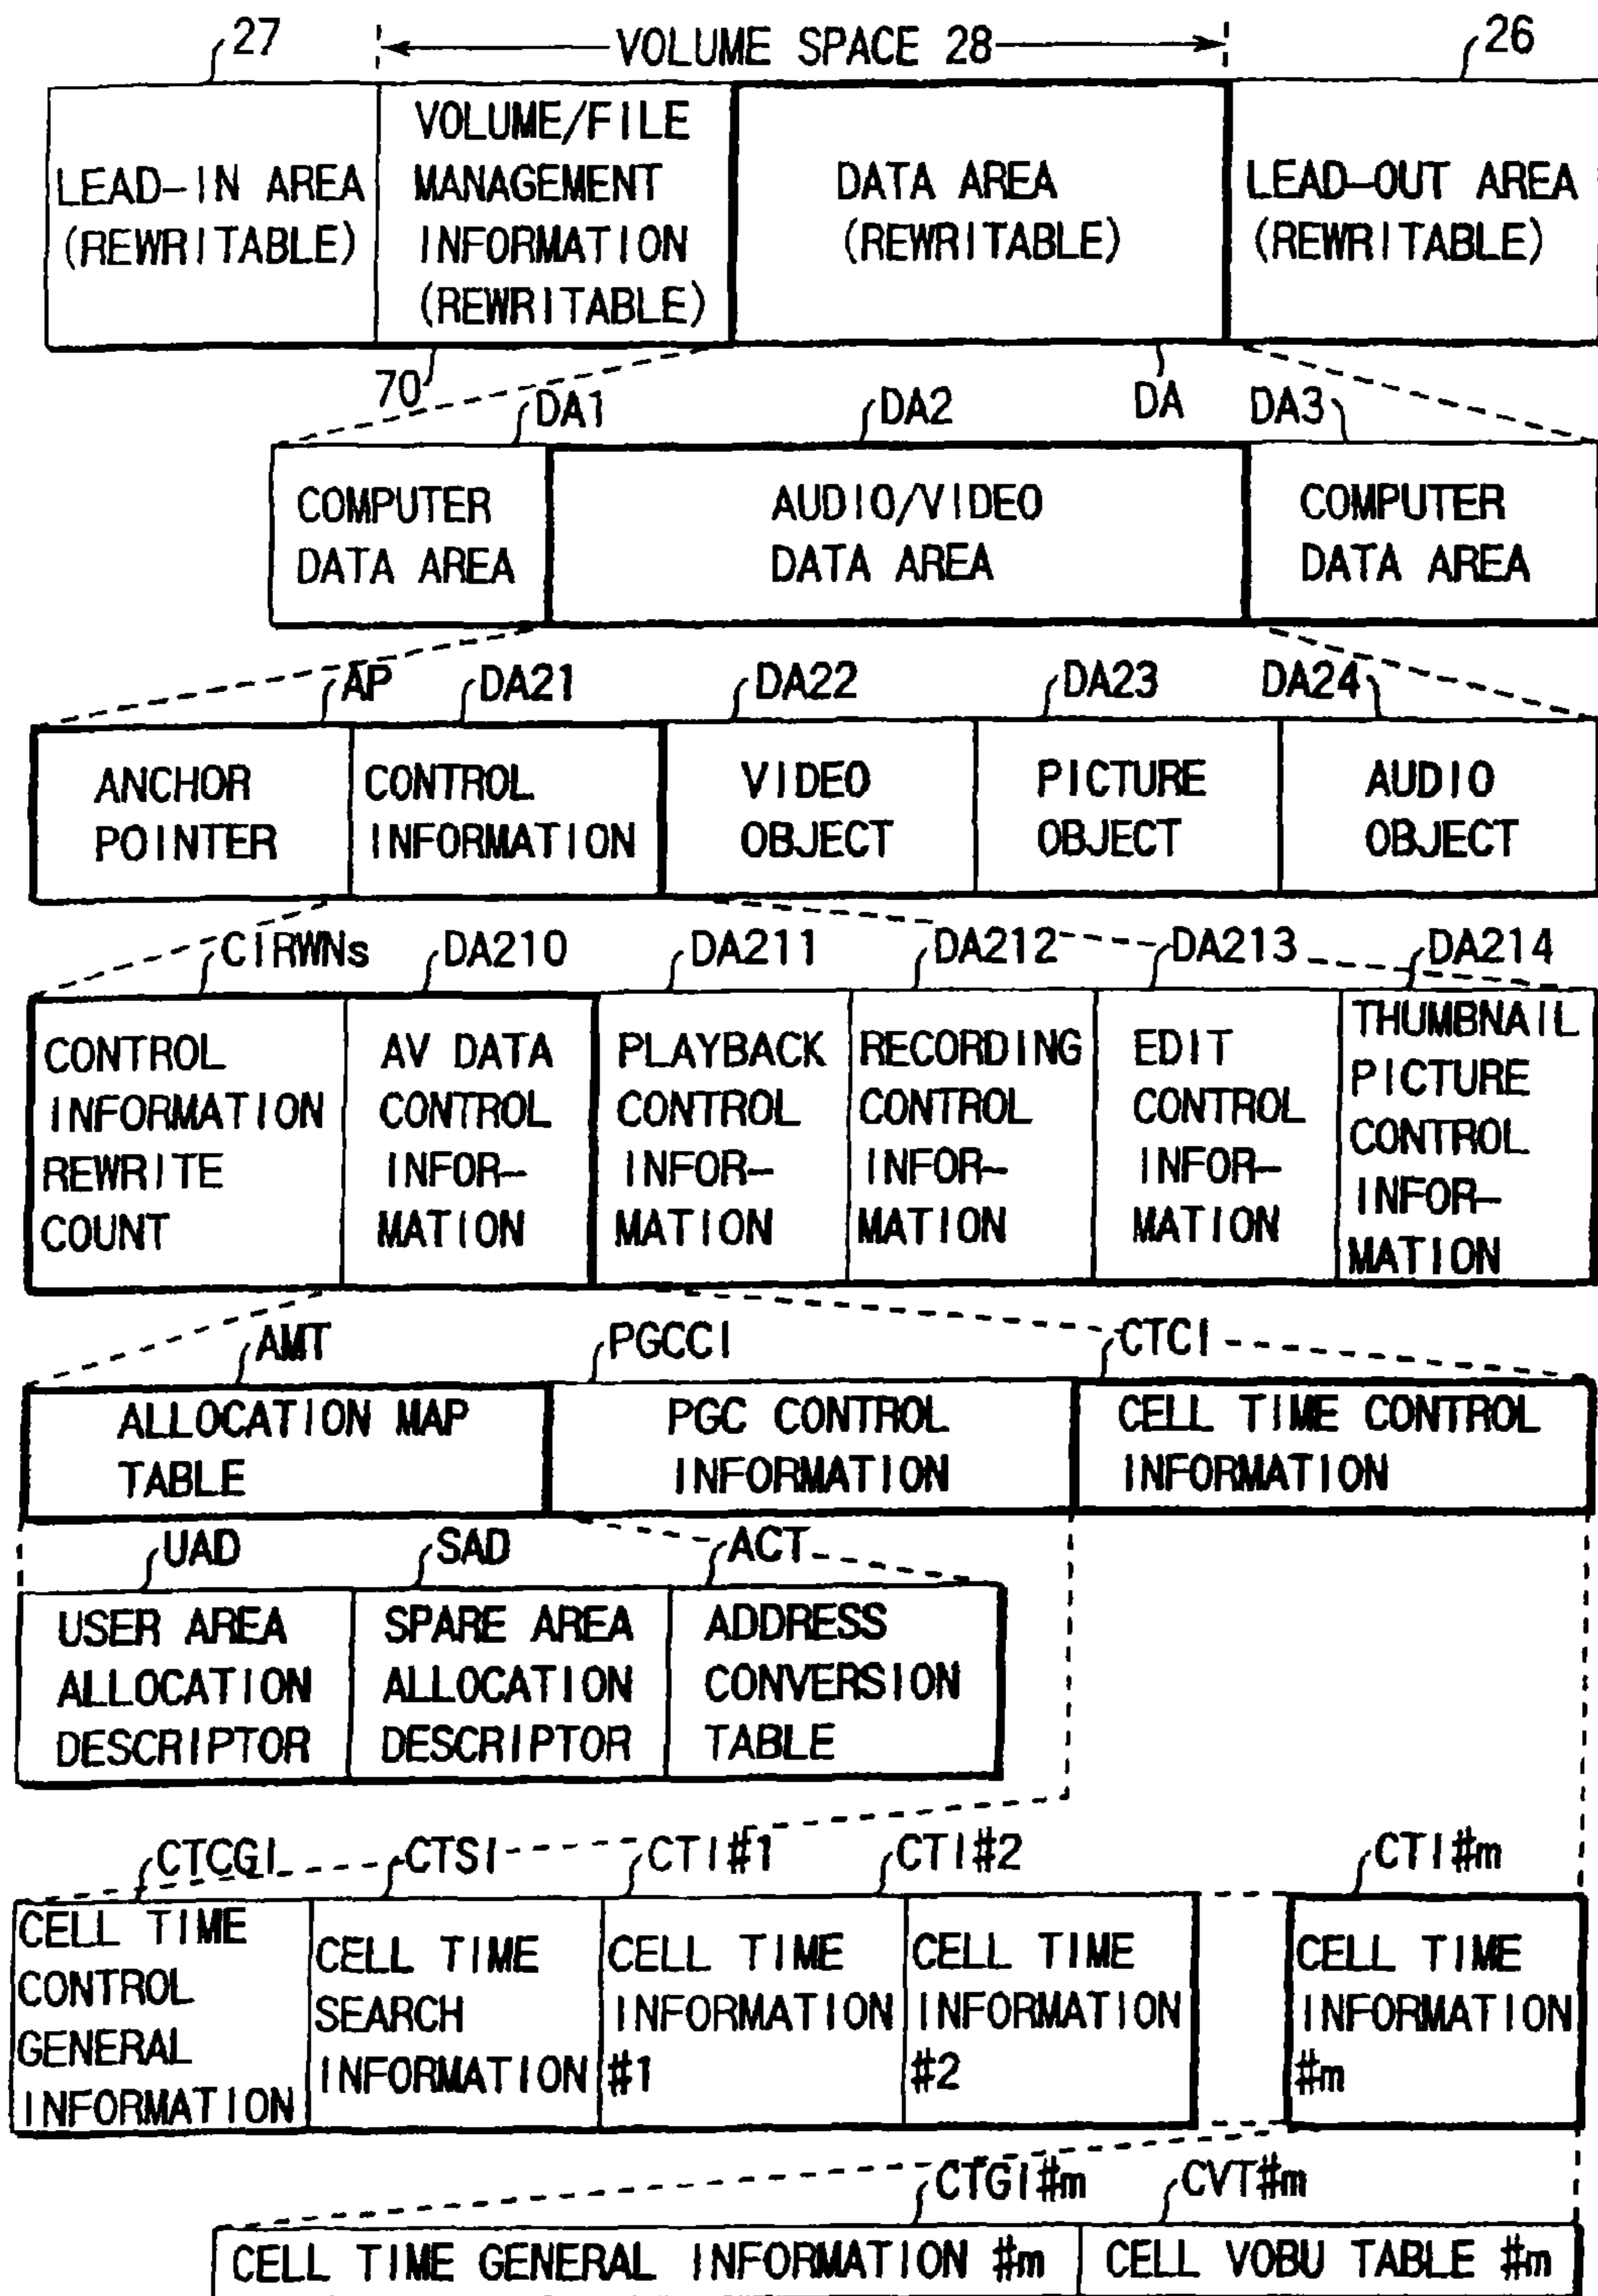 27
VOLUME SPACE 28
26
LEAD-IN AREA
(REWRITABLE)
VOLUME/FILE
MANAGEMENT
INFORMATION
(REWRITABLE)
DATA AREA
(REWRITABLE)
LEAD-OUT AREA
(REWRITABLE)
70
DA1
DA2
DA
DA3
COMPUTER
DATA AREA
AUDIO/VIDEO
DATA AREA
COMPUTER
DATA AREA
AP
DA21
DA22
DA23
DA24
ANCHOR
POINTER
CONTROL
INFORMATION
VIDEO
OBJECT
PICTURE
OBJECT
AUDIO
OBJECT
CIRWNs
DA210
DA211
DA212
DA213
DA214
CONTROL
INFORMATION
REWRITE
COUNT
AV DATA
CONTROL
INFOR-
MATION
PLAYBACK
CONTROL
INFOR-
MATION
RECORDING
CONTROL
INFOR-
MATION
EDIT
CONTROL
INFOR-
MATION
THUMBNAIL
PICTURE
CONTROL
INFOR-
MATION
AMT
PGCCI
CTCI
ALLOCATION MAP
TABLE
PGC CONTROL
INFORMATION
CELL TIME CONTROL
INFORMATION
UAD
SAD
ACT
USER AREA
ALLOCATION
DESCRIPTOR
SPARE AREA
ALLOCATION
DESCRIPTOR
ADDRESS
CONVERSION
TABLE
CTCGI
CTSI
CTI#1
CTI#2
CTI#m
CELL TIME
CONTROL
GENERAL
INFORMATION
CELL TIME
SEARCH
INFORMATION
CELL TIME
INFORMATION
#1
CELL TIME
INFORMATION
#2
CELL TIME
INFORMATION
#m
CTGI#m
CVT#m
CELL TIME GENERAL INFORMATION #m
CELL VOBU TABLE #m